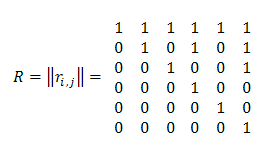 1 1 1 1 1 1
0 1 0 1 0 1
0 0 1 0 0 1
R = ‖r_{i,j}‖ = 0 0 0 1 0 0
0 0 0 0 1 0
0 0 0 0 0 1